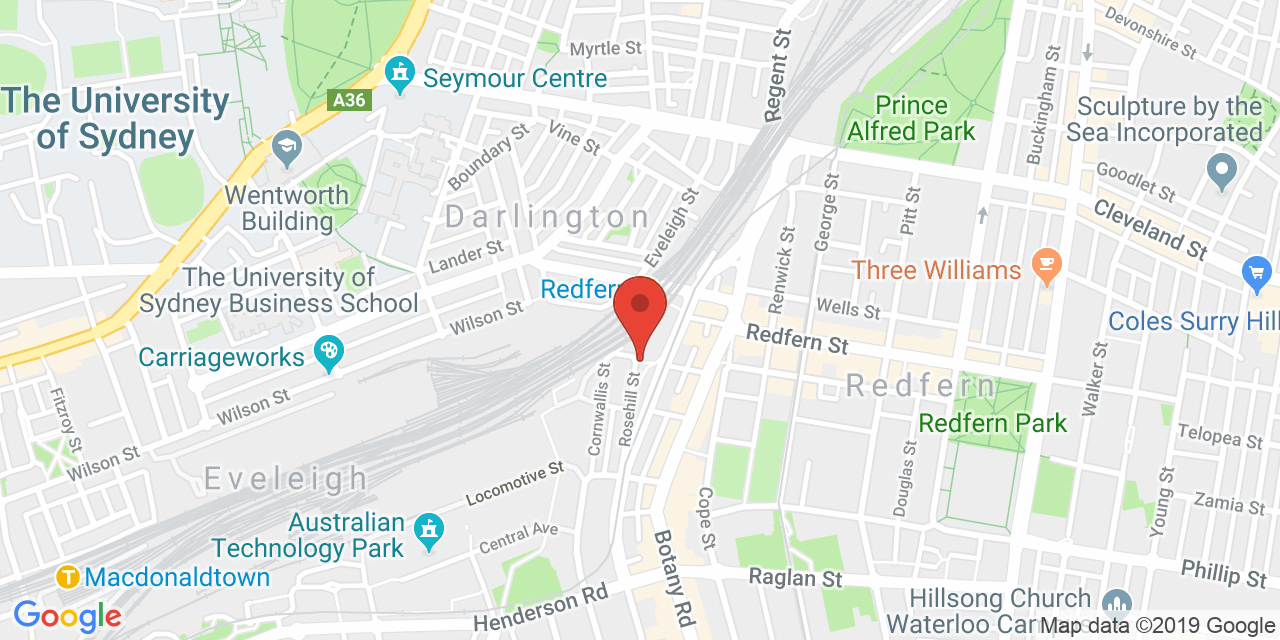 Devonshire St
Myrtle St
Regent St
Seymour Centre
A36
The University
of Sydney
Prince
Alfred Park
Buckingham St
Sculpture by the
Sea Incorporated
Boundary St
Vine St
Wentworth
Building
Goodlet St
George St
Pitt St
Darlington
Eveleigh St
Cleveland St
Lander St
Renwick St
The University of
Sydney Business School
Redfern
Three Williams
Wilson St
Wells St
Coles Surry Hil
Carriageworks
Redfern St
Walker St
Cornwallis St
Rosehill St
Redfern
Wilson St
Fitzroy St
Redfern Park
Telopea St
Wilson St
Eveleigh
Locomotive St
Douglas St
Young St
Zamia St
Cope St
Australian
Technology Park
Central Ave
Botany Rd
T Macdonaldtown
Raglan St
Phillip St
Henderson Rd
Hillsong Church
Waterloo Cam
Google
Map data ©2019 Google